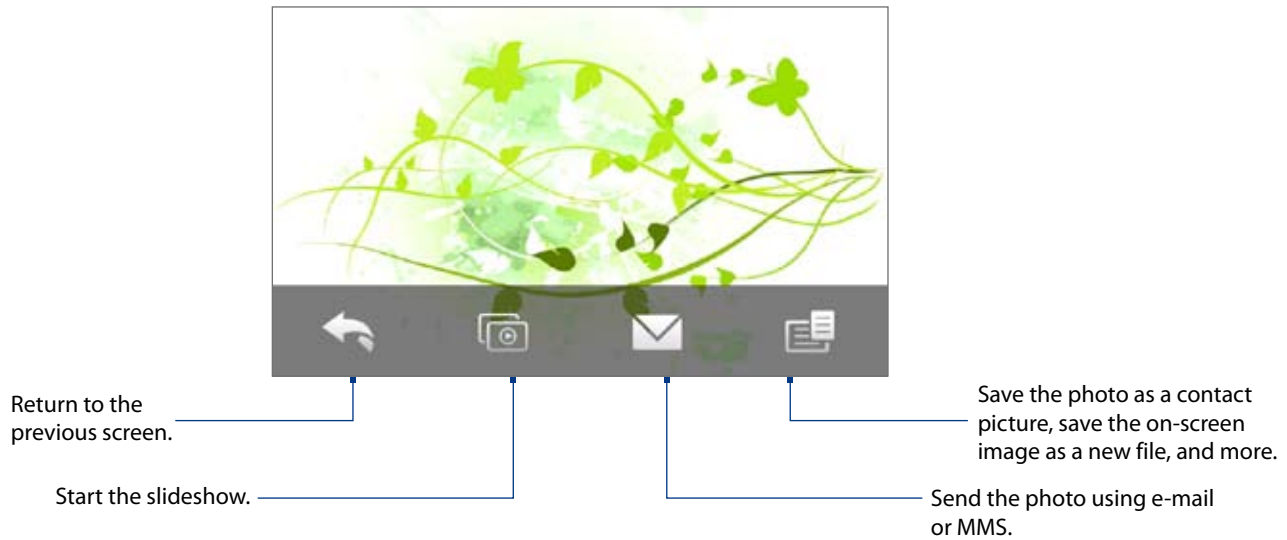 Return to the
previous screen.
Start the slideshow.
Save the photo as a contact
picture, save the on-screen
image as a new file, and more.
Send the photo using e-mail
or MMS.